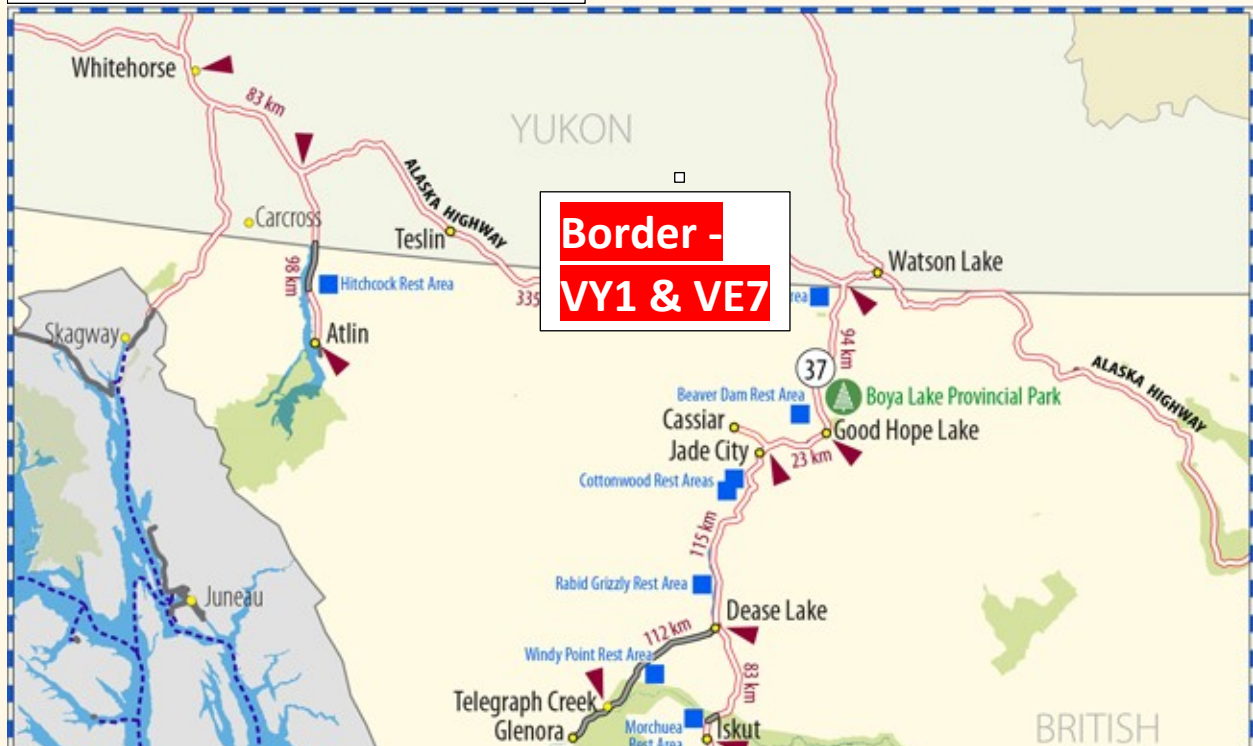 Whitehorse
83 km
YUKON
ALASKA HIGHWAY
Carcross
Teslin
Border -
VY1 & VE7
Watson Lake
98 km
Hitchcock Rest Area
335
rea
Skagway
Atlin
94 km
37
ALASKA HIGHWAY
Beaver Dam Rest Area
Boya Lake Provincial Park
Cassiar
Good Hope Lake
Jade City
23 km
Cottonwood Rest Areas
115 km
Rabid Grizzly Rest Area
Juneau
Dease Lake
112 km
Windy Point Rest Area
83 km
Telegraph Creek
Glenora
Morchuea
Rest Area
Iskut
BRITISH